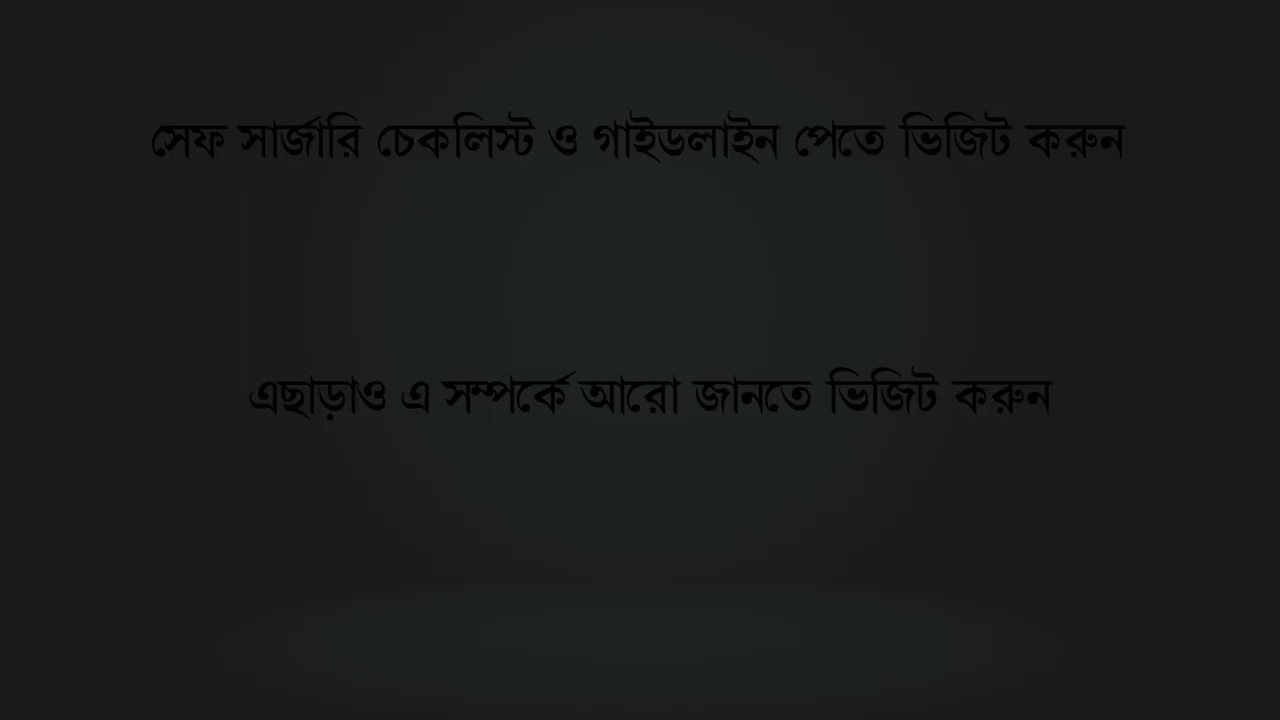 সেফ সার্জারি চেকলিস্ট ও গাইডলাইন পেতে ভিজিট করুন
এছাড়াও এ সম্পর্কে আরো জানতে ভিজিট করুন